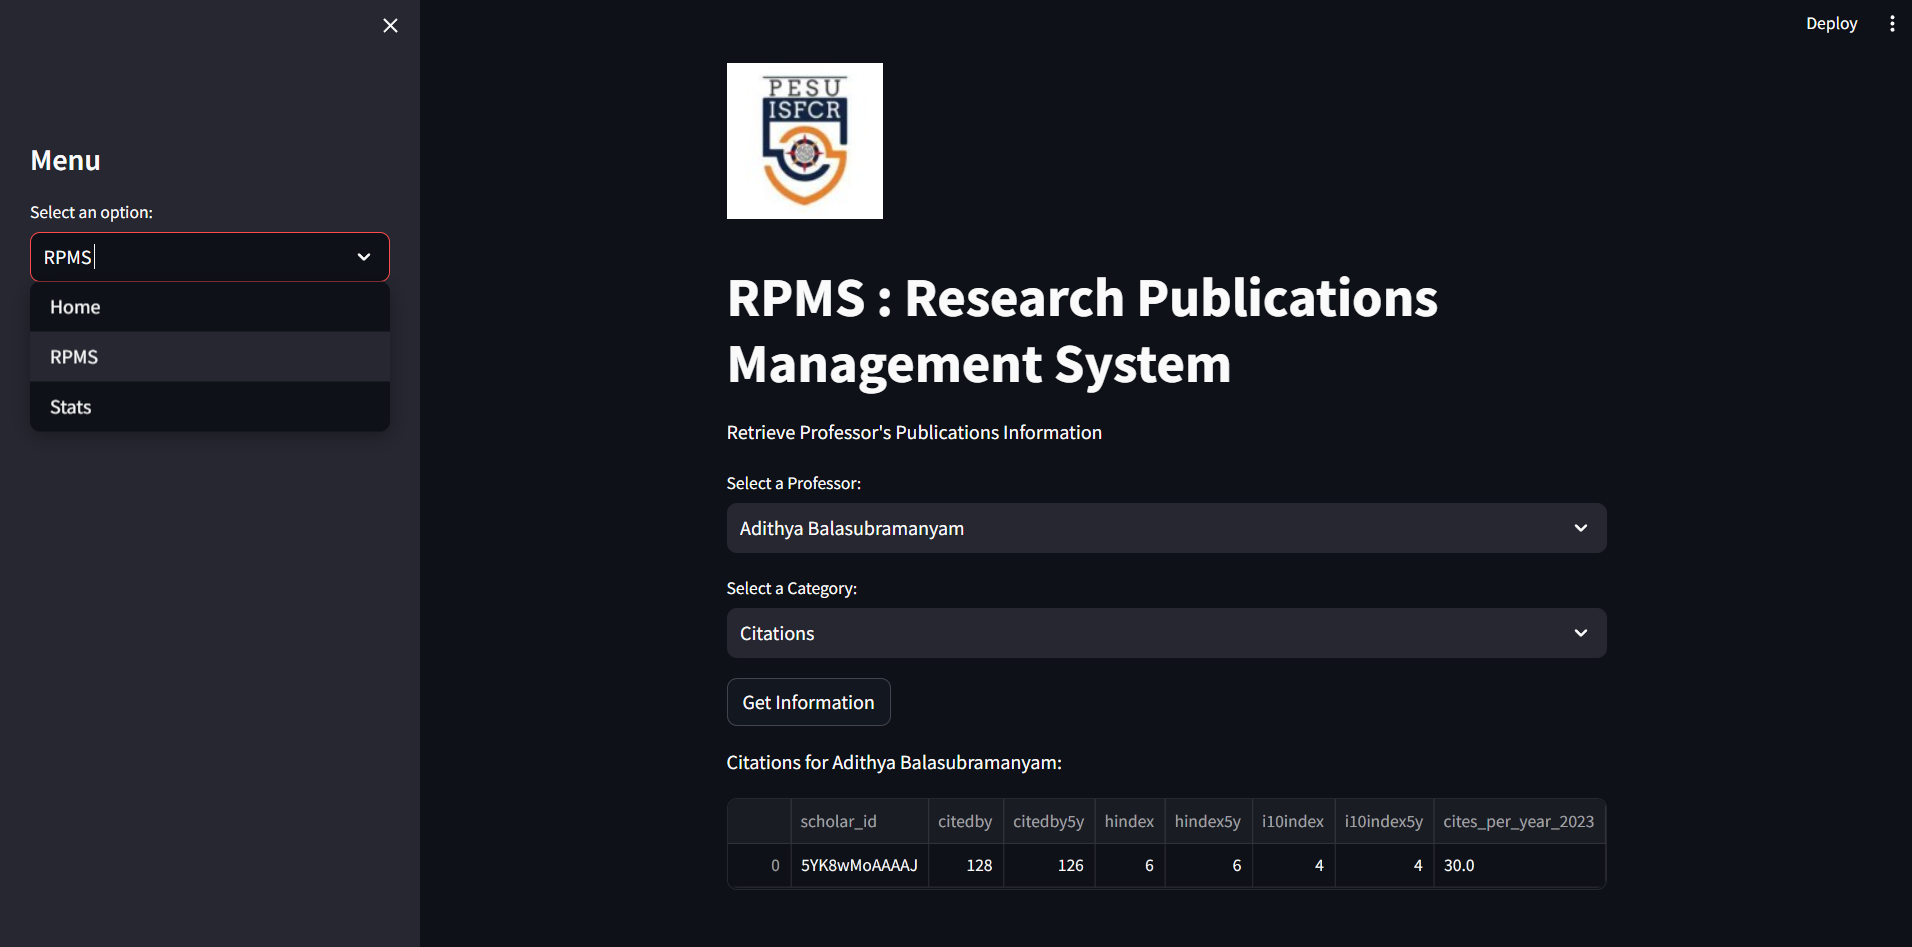 Deploy
Menu
Select an option:
RPMS
Home
RPMS
Stats
PESU
ISFCR
RPMS : Research Publications
Management System
Retrieve Professor's Publications Information
Select a Professor:
Adithya Balasubramanyam
Select a Category:
Citations
Get Information
Citations for Adithya Balasubramanyam:
scholar_id citedby citedby5y hindex hindex5y i10index i10index5y cites_per_year_2023
0 5YK8wMoAAAAJ 128 126 6 6 4 4 30.0